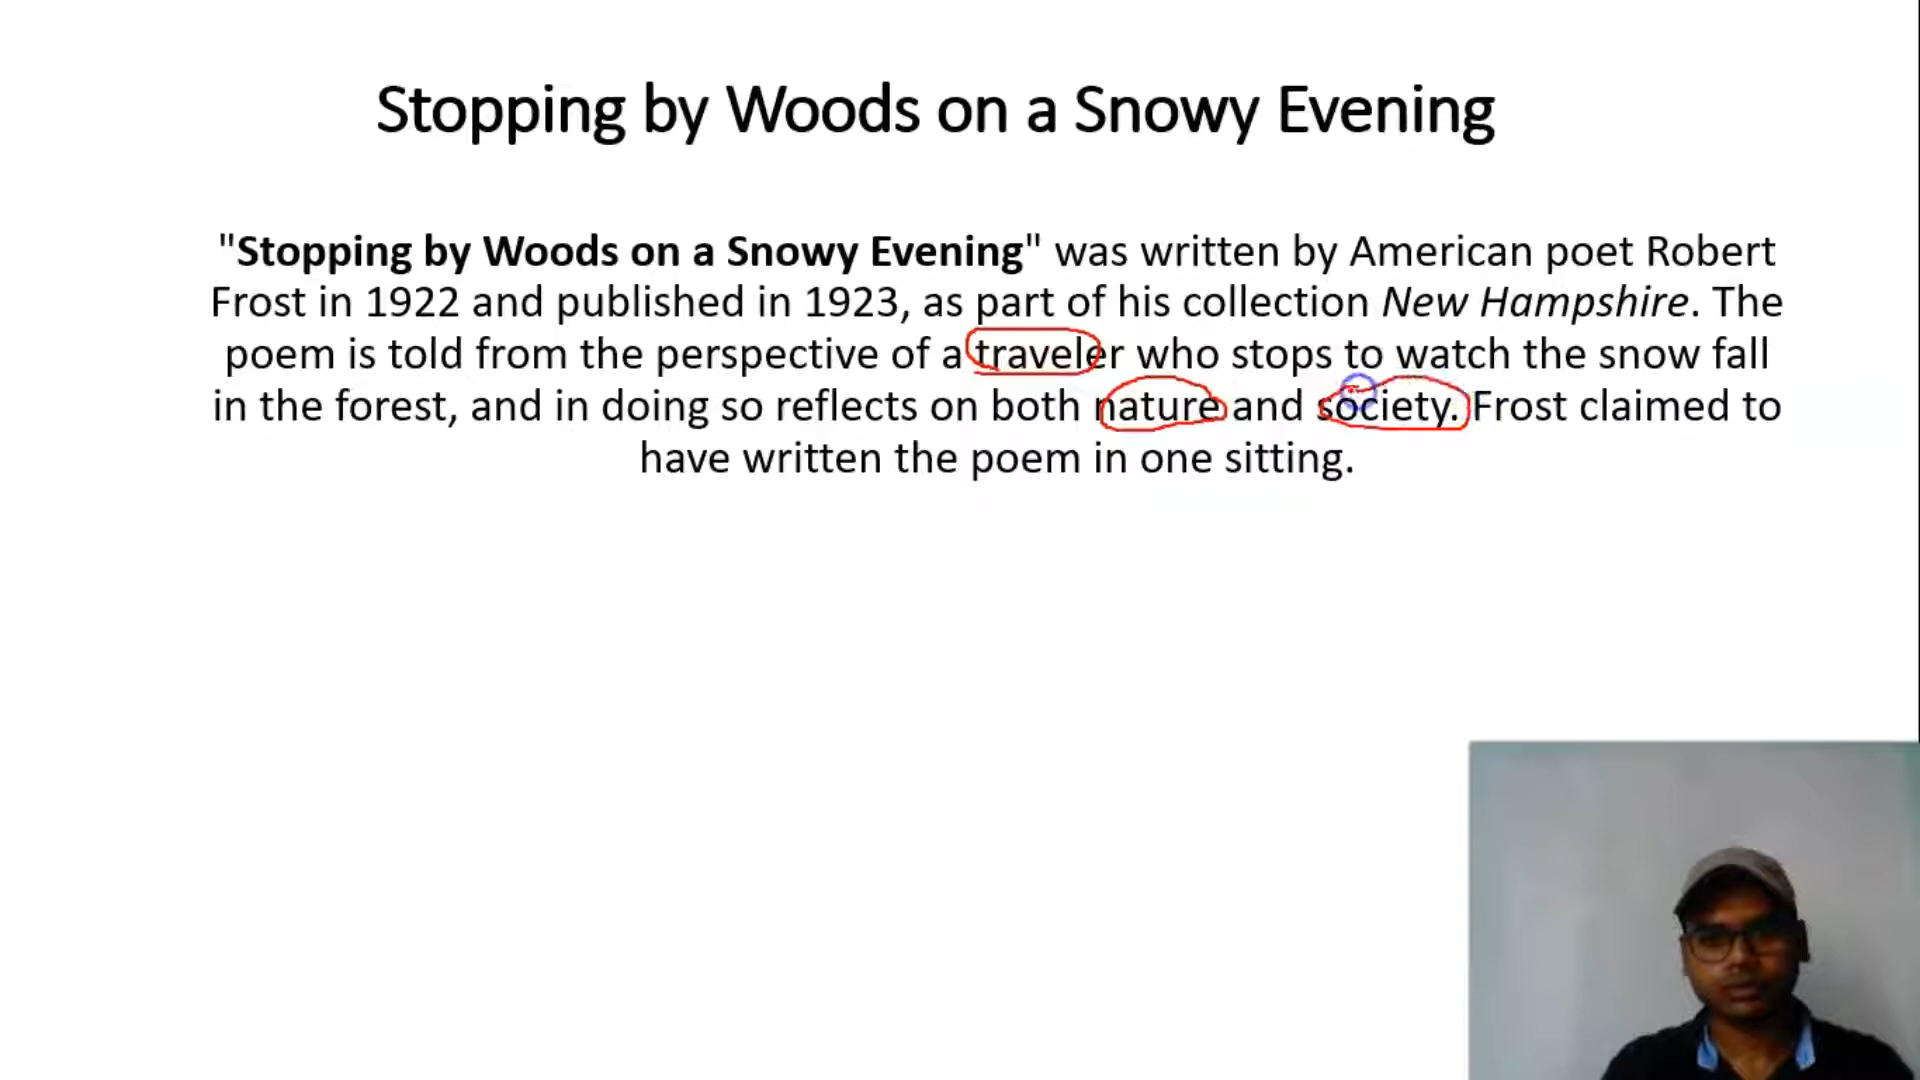 Stopping by Woods on a Snowy Evening
"Stopping by Woods on a Snowy Evening" was written by American poet Robert
Frost in 1922 and published in 1923, as part of his collection New Hampshire. The
poem is told from the perspective of a traveler who stops to watch the snow fall
in the forest, and in doing so reflects on both nature and society. Frost claimed to
have written the poem in one sitting.